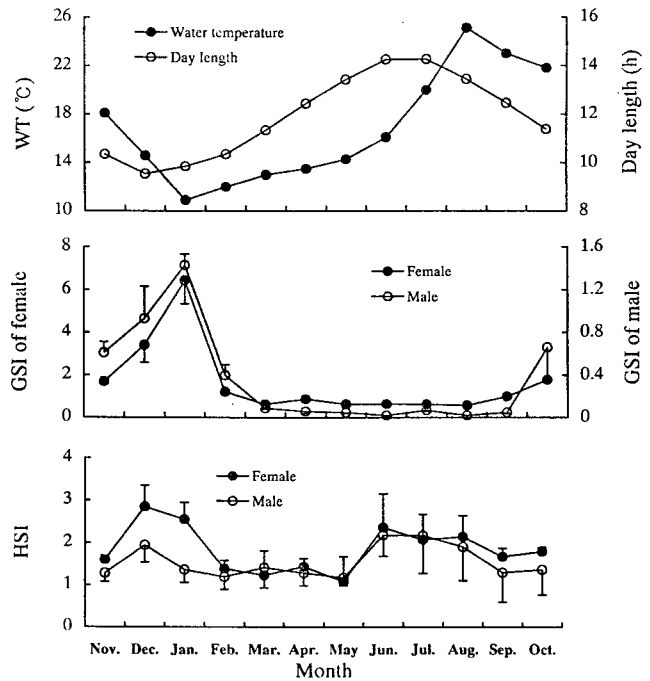 26
22
18
14
10
WT (℃)
Water temperature
Day length
16
14
12
10
8
Day length (h)
8
6
4
2
0
GSI of female
Female
Male
1.6
1.2
0.8
0.4
0
GSI of male
4
3
2
1
0
HSI
Female
Male
Nov. Dec. Jan. Feb. Mar. Apr. May Jun. Jul. Aug. Sep. Oct.
Month